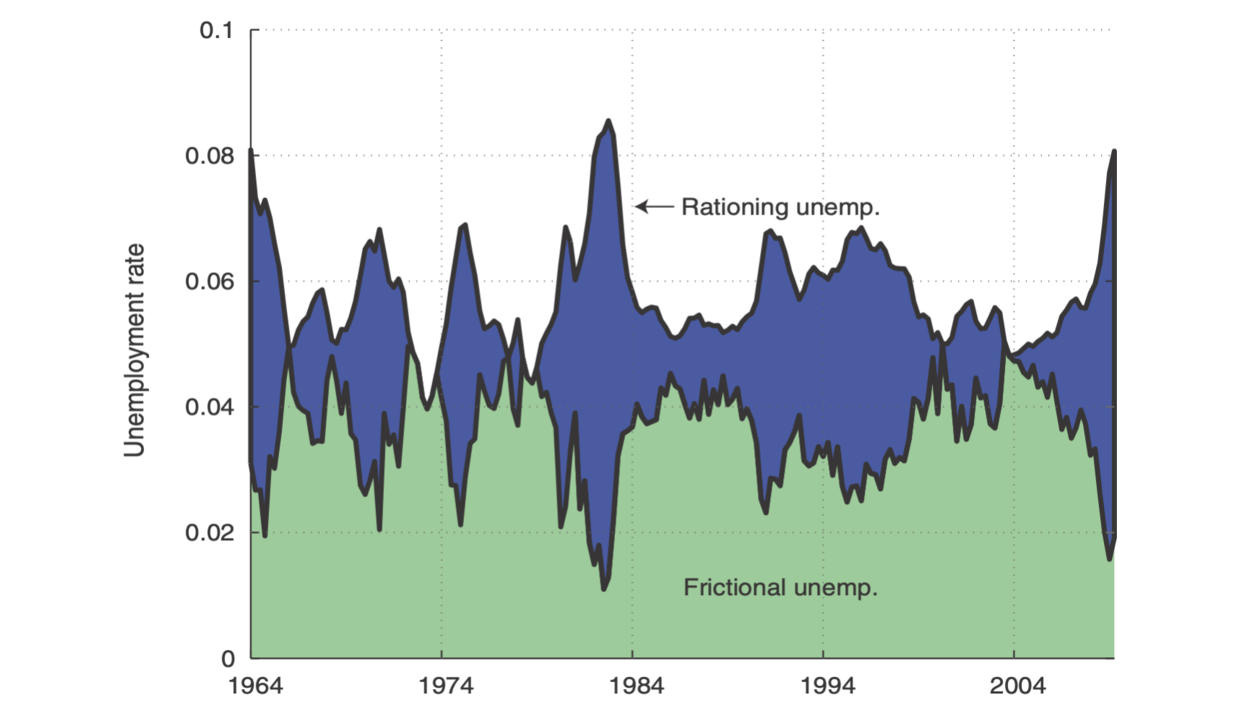 0.1
0.08
Rationing unemp.
0.06
Unemployment rate
0.04
0.02
Frictional unemp.
0
1964 1974 1984 1994 2004